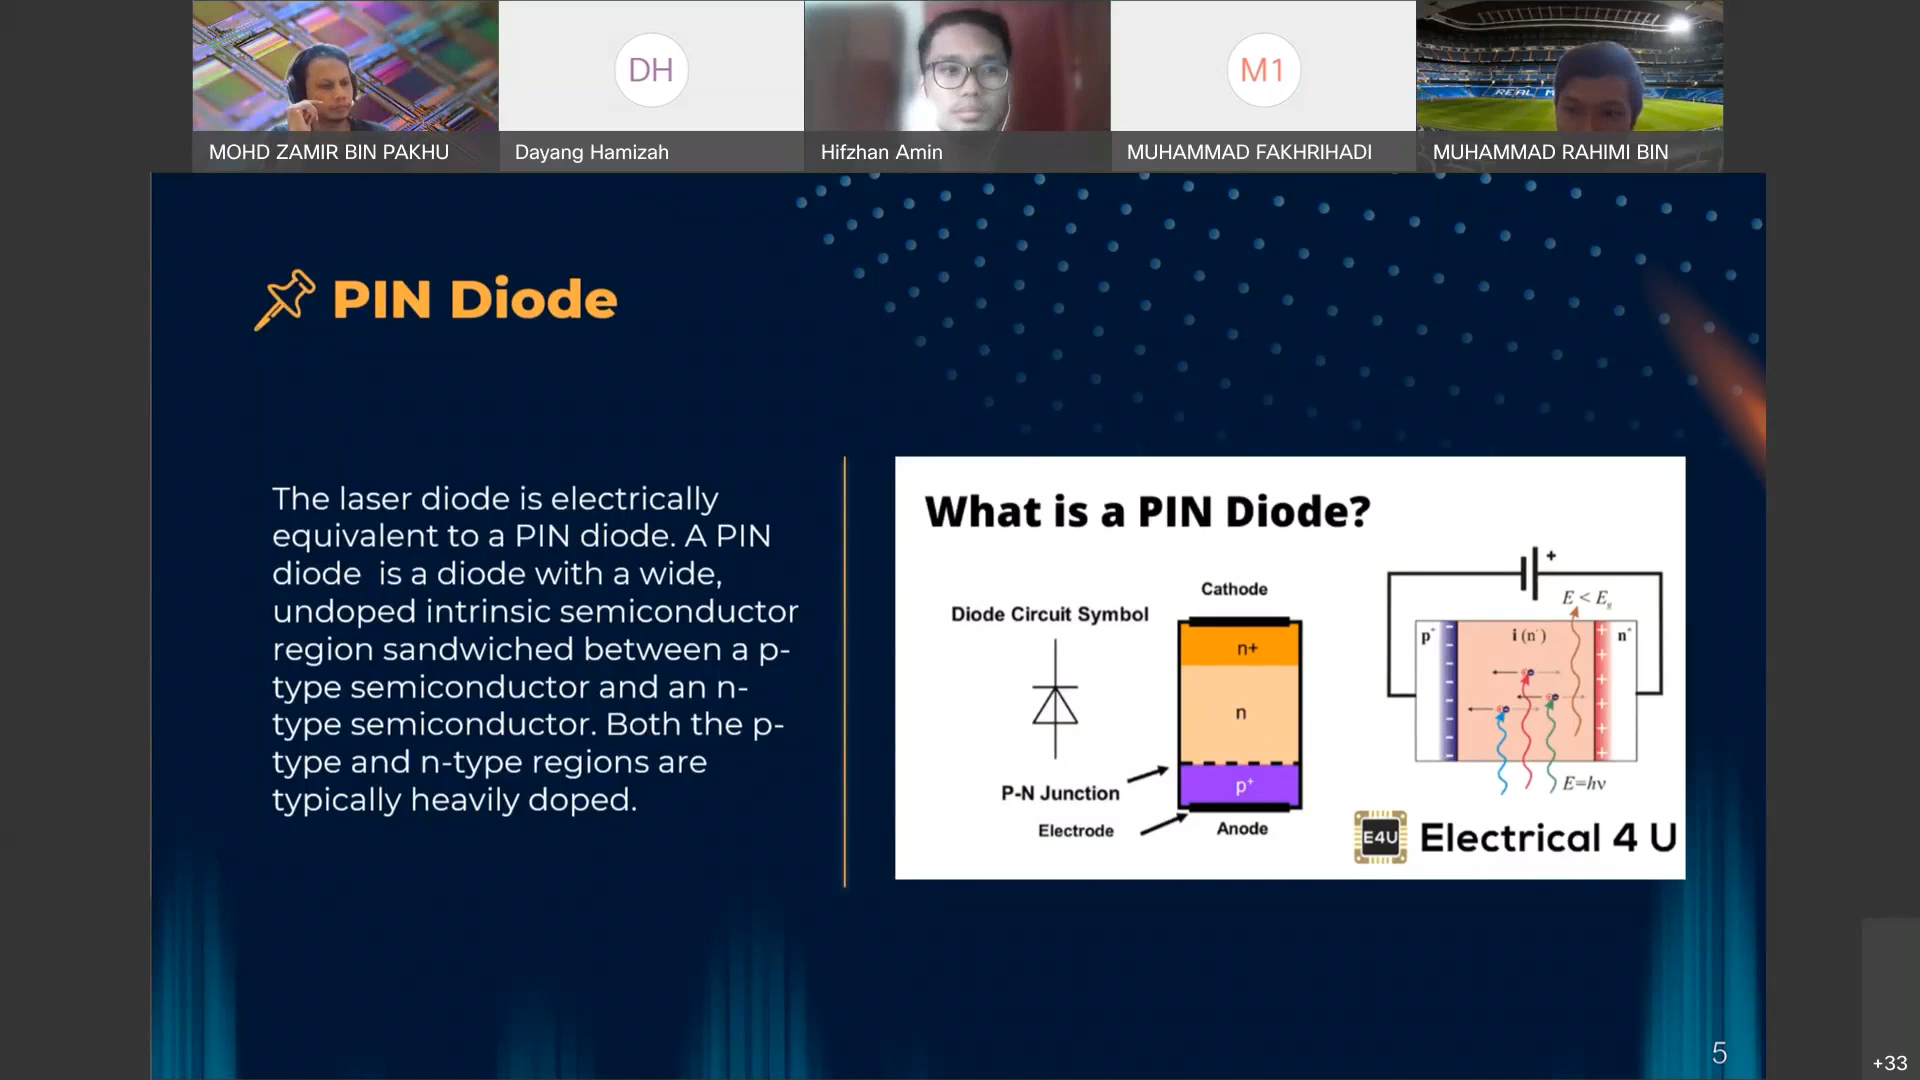 DH
M1
REAL M
MOHD ZAMIR BIN PAKHU
Dayang Hamizah
Hifzhan Amin
MUHAMMAD FAKHRIHADI
MUHAMMAD RAHIMI BIN
PIN Diode
The laser diode is electrically
equivalent to a PIN diode. A PIN
diode  is a diode with a wide,
undoped intrinsic semiconductor
region sandwiched between a p-
type semiconductor and an n-
type semiconductor. Both the p-
type and n-type regions are
typically heavily doped.
What is a PIN Diode?
Diode Circuit Symbol
Cathode
n+
n
p⁺
P-N Junction
Electrode
Anode
+
E < Eg
p⁺
i (n⁻)
n⁺
E=hν
E4U
Electrical 4 U
5
+33